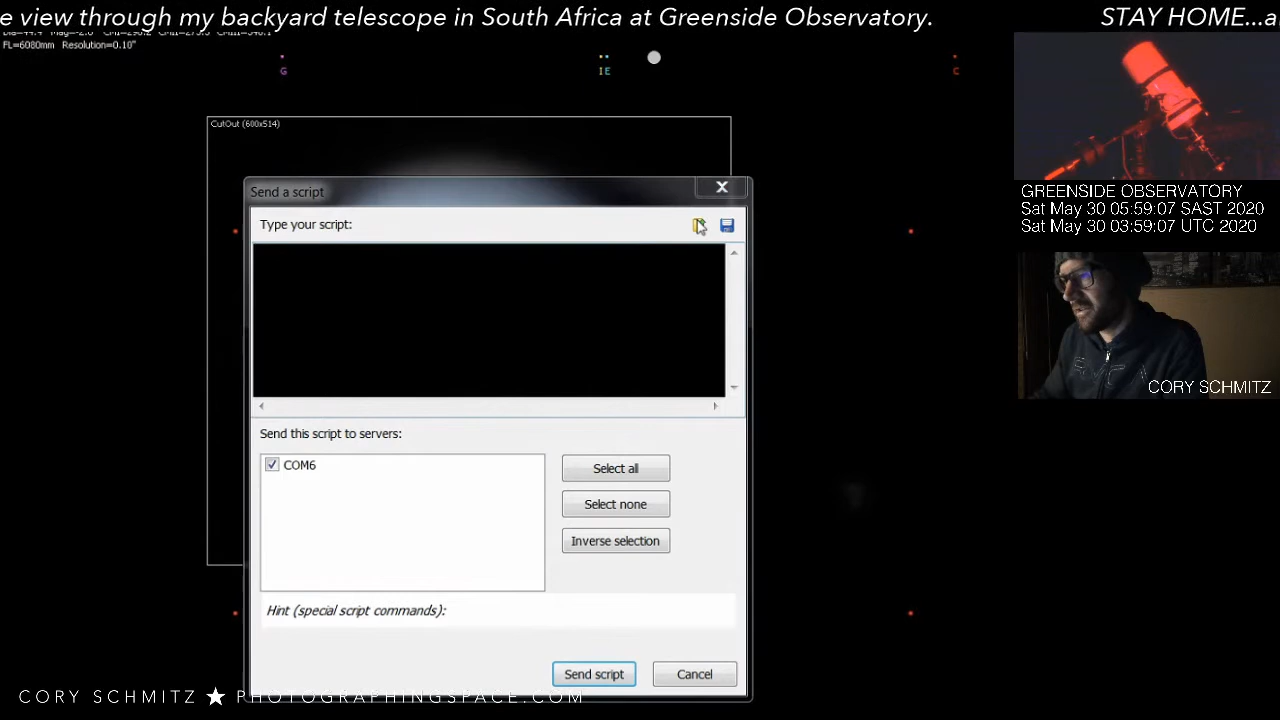 e view through my backyard telescope in South Africa at Greenside Observatory.
STAY HOME...a
FL=6080mm Resolution=0.10"
G
I E
C
CutOut (600x514)
GREENSIDE OBSERVATORY
Sat May 30 05:59:07 SAST 2020
Sat May 30 03:59:07 UTC 2020
CORY SCHMITZ
Send a script
Type your script:
Send this script to servers:
COM6
Select all
Select none
Inverse selection
Hint (special script commands):
Send script
Cancel
CORY SCHMITZ ★ PHOTOGRAPHINGSPACE.COM